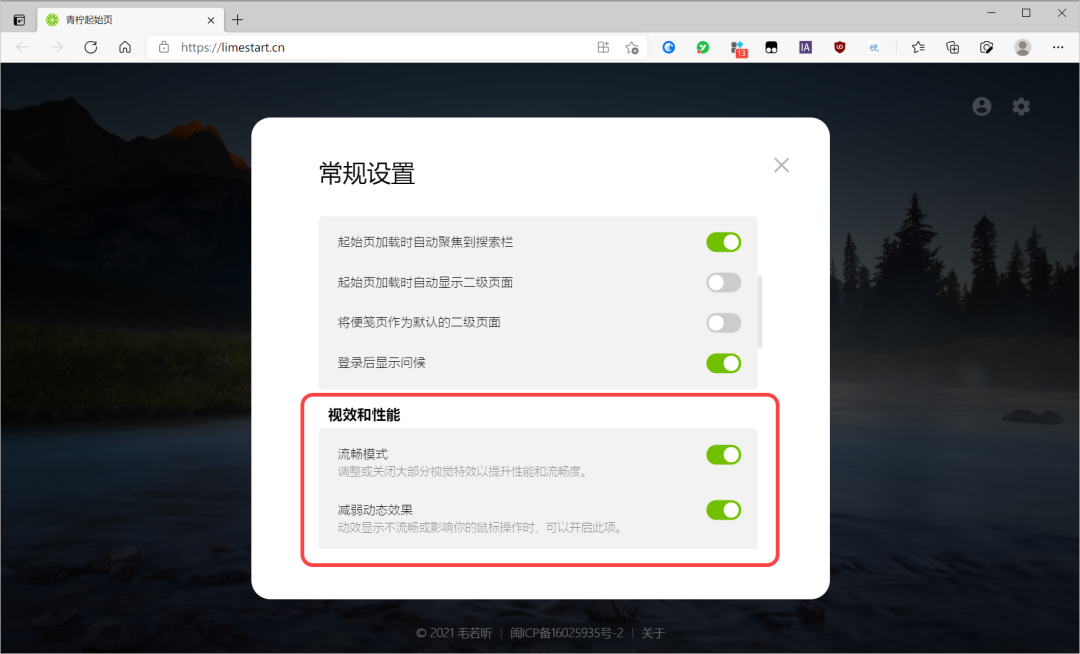 青柠起始页
https://limestart.cn
13
IA
常规设置
起始页加载时自动聚焦到搜索栏
起始页加载时自动显示二级页面
将便笺页作为默认的二级页面
登录后显示问候
视效和性能
流畅模式
调整或关闭大部分视觉特效以提升性能和流畅度。
减弱动态效果
动效显示不流畅或影响你的鼠标操作时，可以开启此项。
© 2021 毛若昕 | 闽ICP备16025935号-2 | 关于